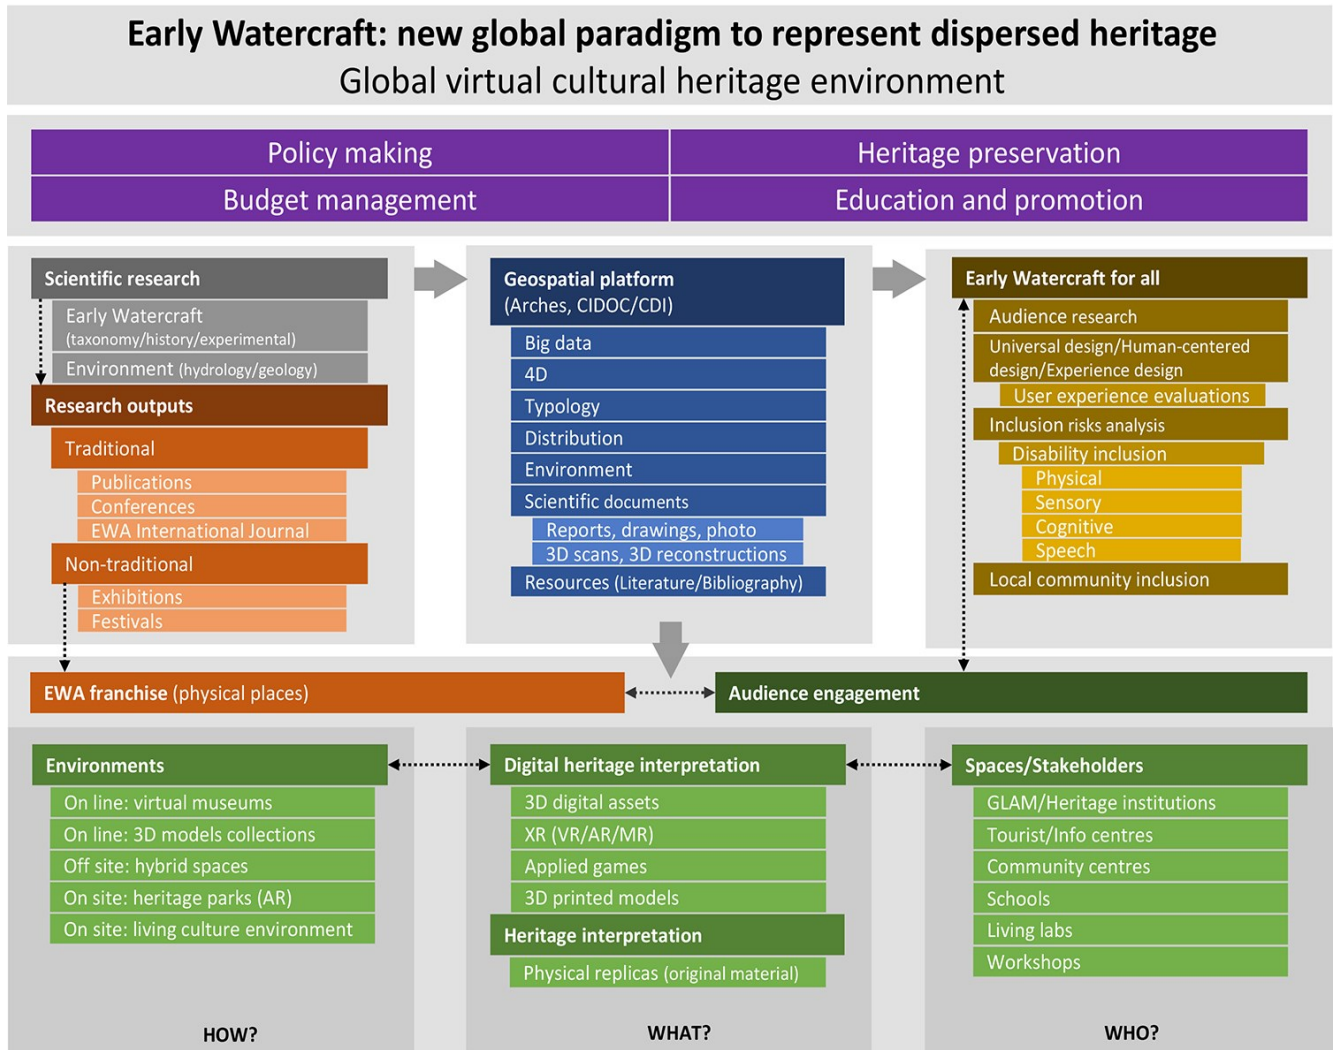 Early Watercraft: new global paradigm to represent dispersed heritage
Global virtual cultural heritage environment
Policy making
Heritage preservation
Budget management
Education and promotion
Scientific research
Early Watercraft
(taxonomy/history/experimental)
Environment (hydrology/geology)
Research outputs
Traditional
Publications
Conferences
EWA International Journal
Non-traditional
Exhibitions
Festivals
Geospatial platform
(Arches, CIDOC/CDI)
Big data
4D
Typology
Distribution
Environment
Scientific documents
Reports, drawings, photo
3D scans, 3D reconstructions
Resources (Literature/Bibliography)
Early Watercraft for all
Audience research
Universal design/Human-centered
design/Experience design
User experience evaluations
Inclusion risks analysis
Disability inclusion
Physical
Sensory
Cognitive
Speech
Local community inclusion
EWA franchise (physical places)
Audience engagement
Environments
On line: virtual museums
On line: 3D models collections
Off site: hybrid spaces
On site: heritage parks (AR)
On site: living culture environment
HOW?
Digital heritage interpretation
3D digital assets
XR (VR/AR/MR)
Applied games
3D printed models
Heritage interpretation
Physical replicas (original material)
WHAT?
Spaces/Stakeholders
GLAM/Heritage institutions
Tourist/Info centres
Community centres
Schools
Living labs
Workshops
WHO?